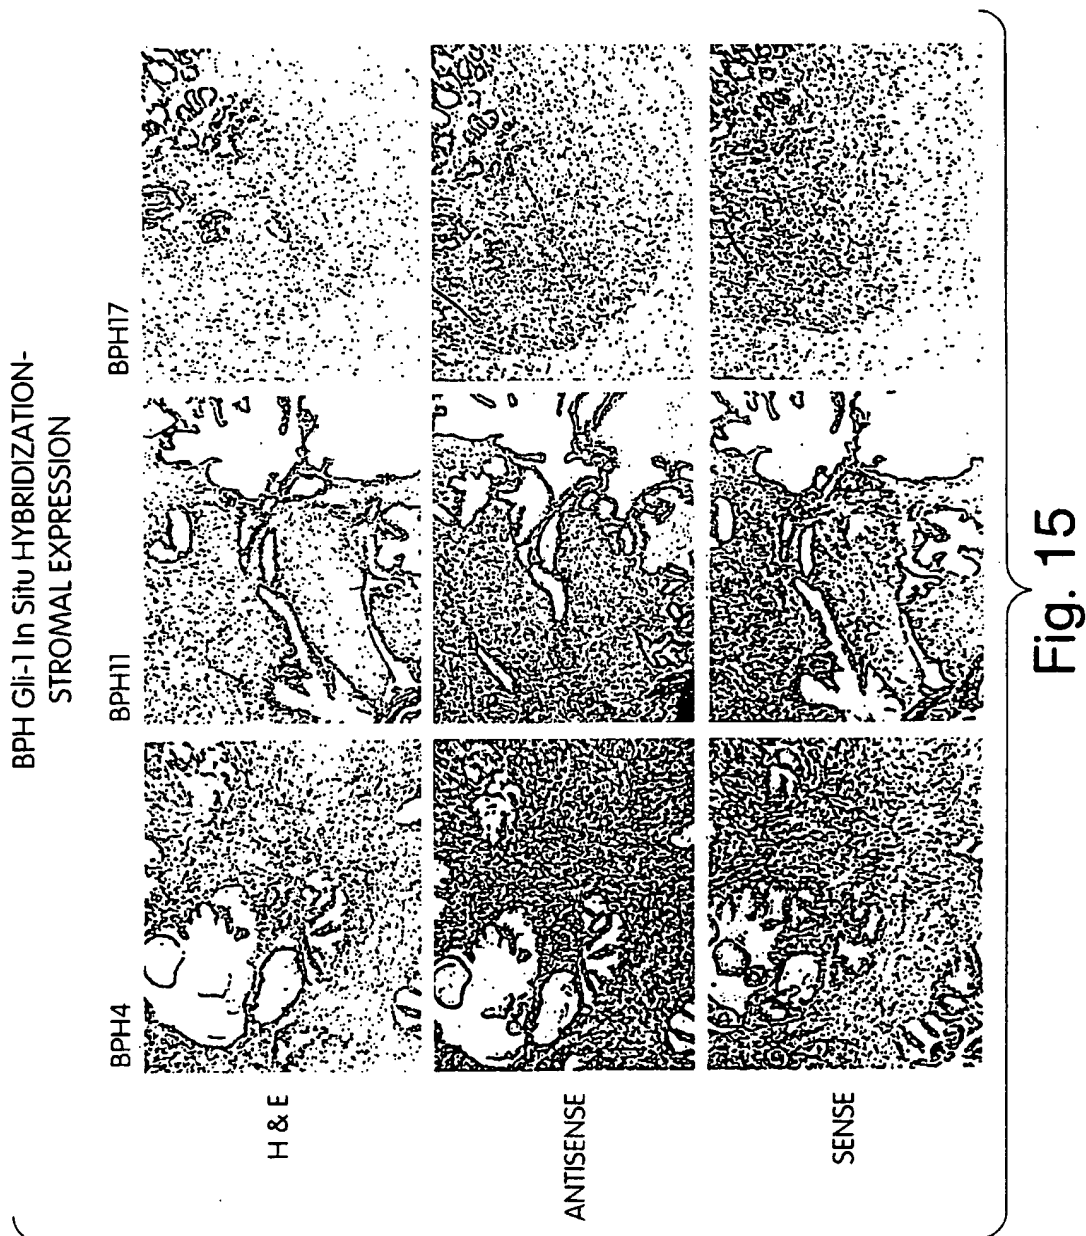 BPH Gli-1 In Situ HYBRIDIZATION-
STROMAL EXPRESSION
BPH4
BPH11
BPH17
H & E
ANTISENSE
SENSE
Fig. 15